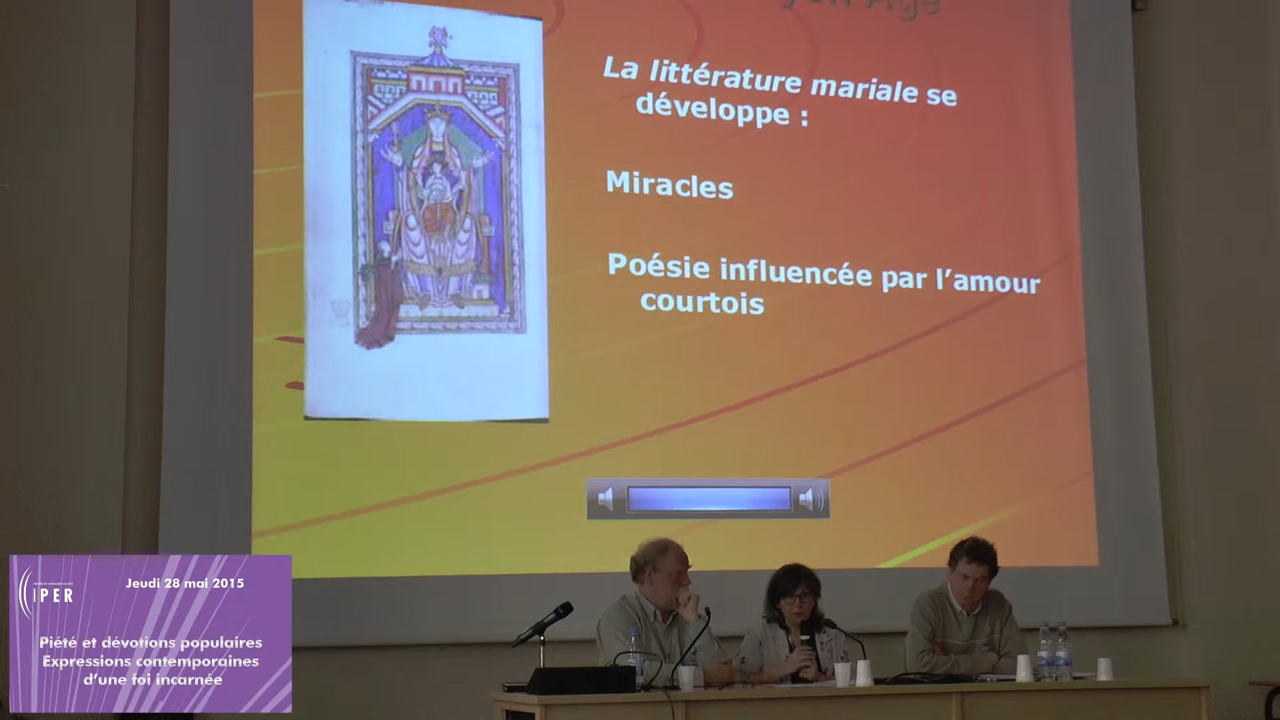 Âge
La littérature mariale se
développe :
Miracles
Poésie influencée par l’amour
courtois
Jeudi 28 mai 2015
IPER
Piété et dévotions populaires
Expressions contemporaines
d’une foi incarnée